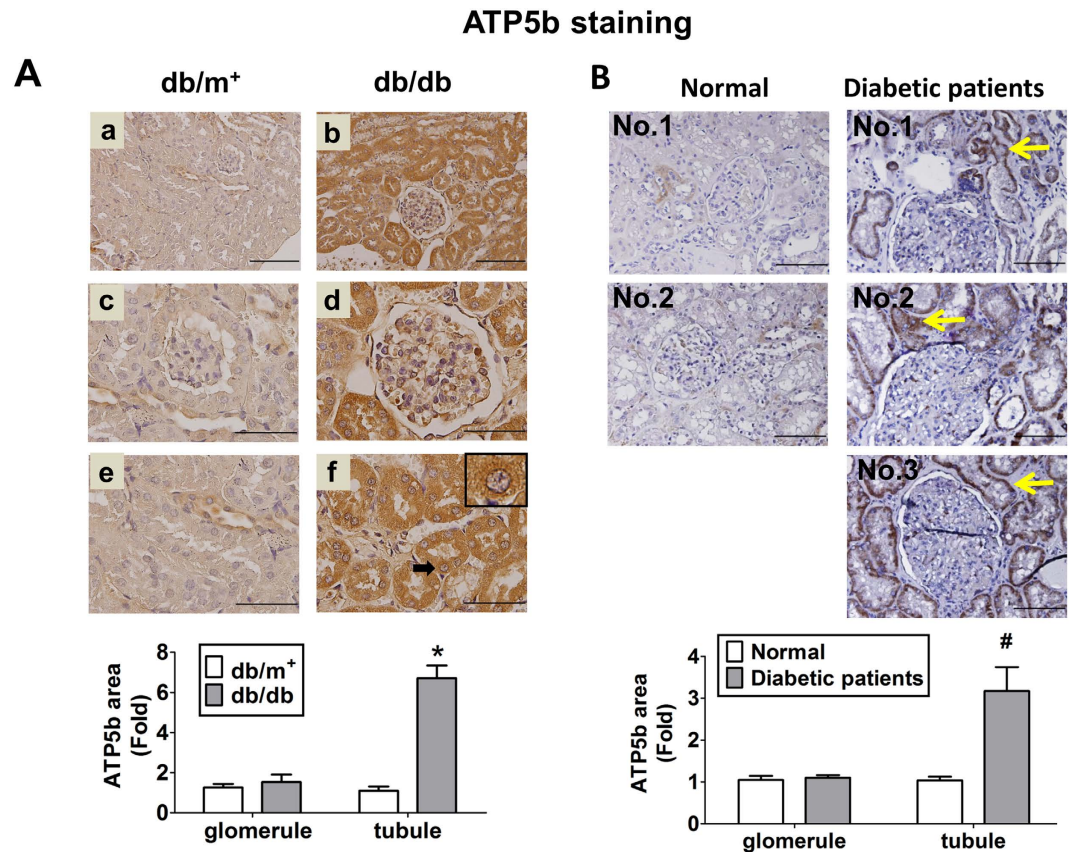 ATP5b staining
A
db/m⁺
db/db
a
b
c
d
e
f
ATP5b area
(Fold)
8
6
4
2
0
db/m⁺
db/db
*
glomerule
tubule
B
Normal
Diabetic patients
No.1
No.1
No.2
No.2
No.3
ATP5b area
(Fold)
4
3
2
1
0
Normal
Diabetic patients
#
glomerule
tubule